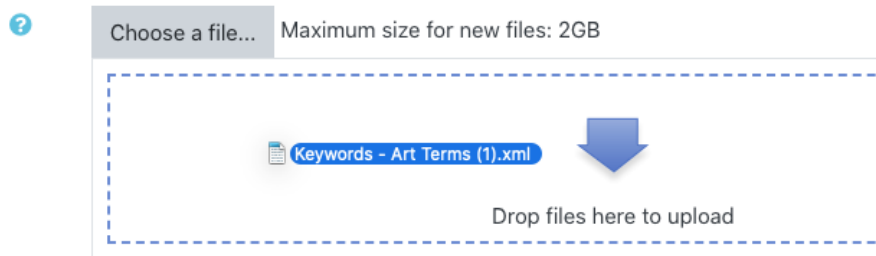 ?
Choose a file... Maximum size for new files: 2GB
Keywords - Art Terms (1).xml
Drop files here to upload